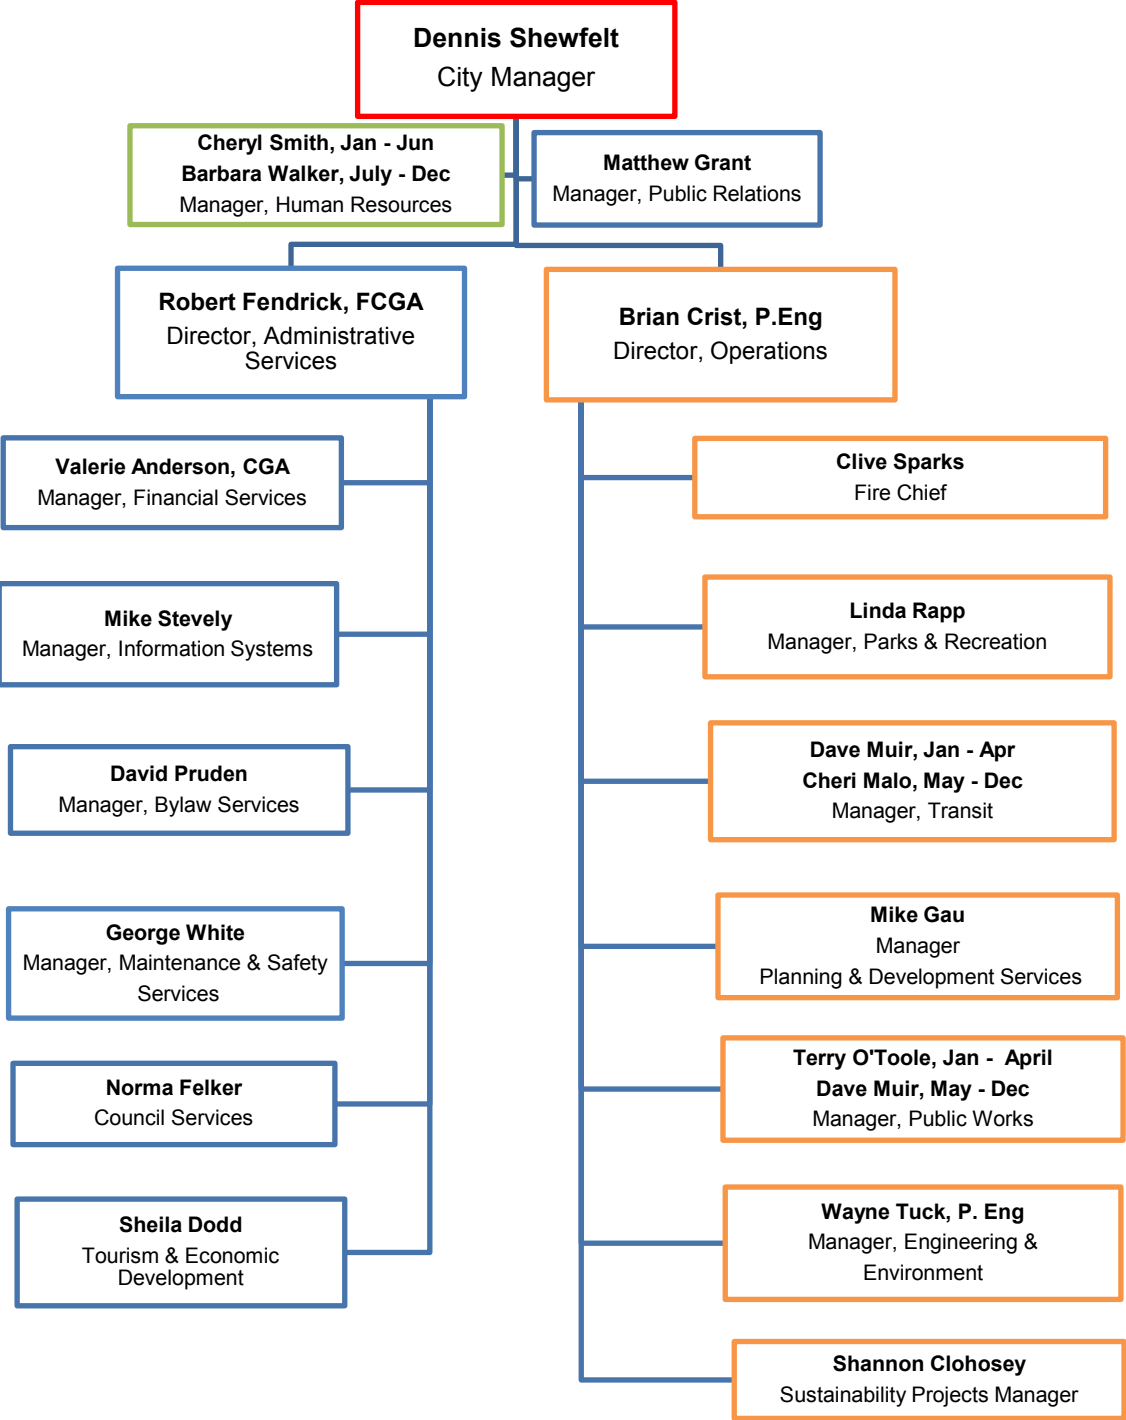 Dennis Shewfelt
City Manager
Cheryl Smith, Jan - Jun
Barbara Walker, July - Dec
Manager, Human Resources
Matthew Grant
Manager, Public Relations
Robert Fendrick, FCGA
Director, Administrative
Services
Brian Crist, P.Eng
Director, Operations
Valerie Anderson, CGA
Manager, Financial Services
Mike Stevely
Manager, Information Systems
David Pruden
Manager, Bylaw Services
George White
Manager, Maintenance & Safety
Services
Norma Felker
Council Services
Sheila Dodd
Tourism & Economic
Development
Clive Sparks
Fire Chief
Linda Rapp
Manager, Parks & Recreation
Dave Muir, Jan - Apr
Cheri Malo, May - Dec
Manager, Transit
Mike Gau
Manager
Planning & Development Services
Terry O'Toole, Jan -  April
Dave Muir, May - Dec
Manager, Public Works
Wayne Tuck, P. Eng
Manager, Engineering &
Environment
Shannon Clohosey
Sustainability Projects Manager